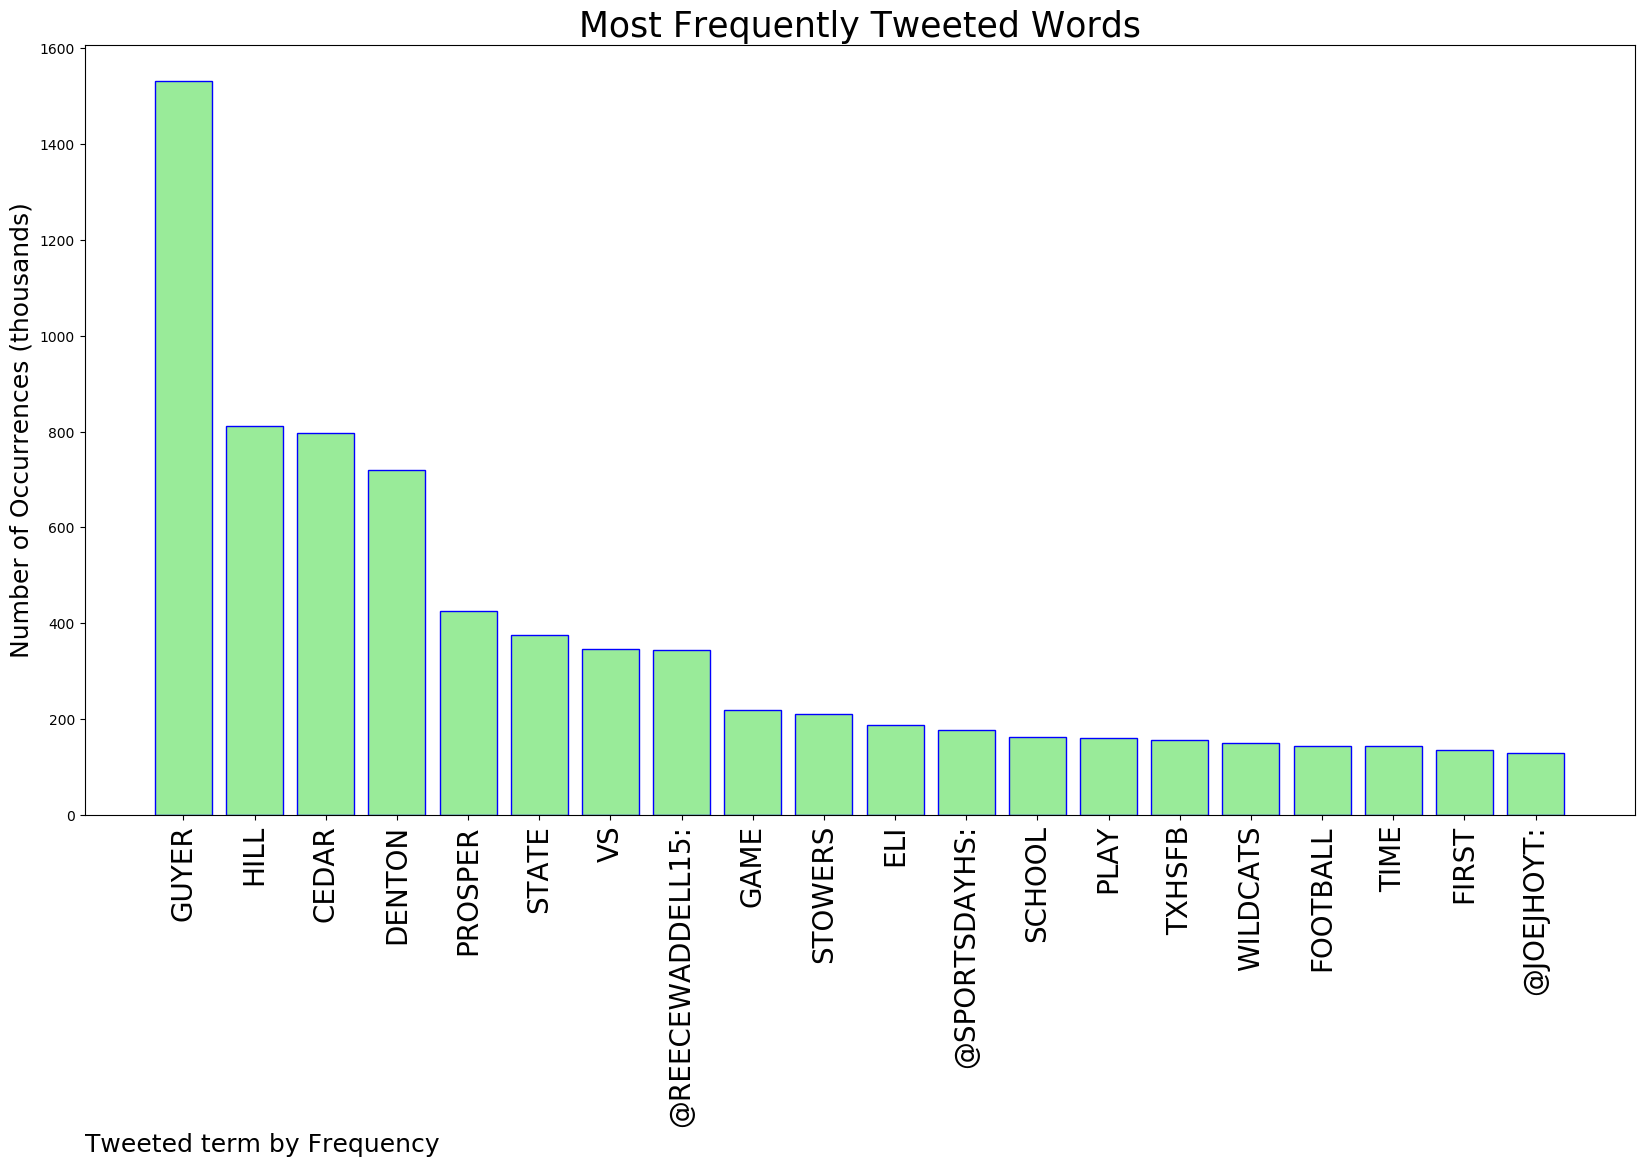 Most Frequently Tweeted Words
Number of Occurrences (thousands)
1600
1400
1200
1000
800
600
400
200
0
GUYER
HILL
CEDAR
DENTON
PROSPER
STATE
VS
@REECEWADDELL15:
GAME
STOWERS
ELI
@SPORTSDAYHS:
SCHOOL
PLAY
TXHSFB
WILDCATS
FOOTBALL
TIME
FIRST
@JOEJHOYT:
Tweeted term by Frequency